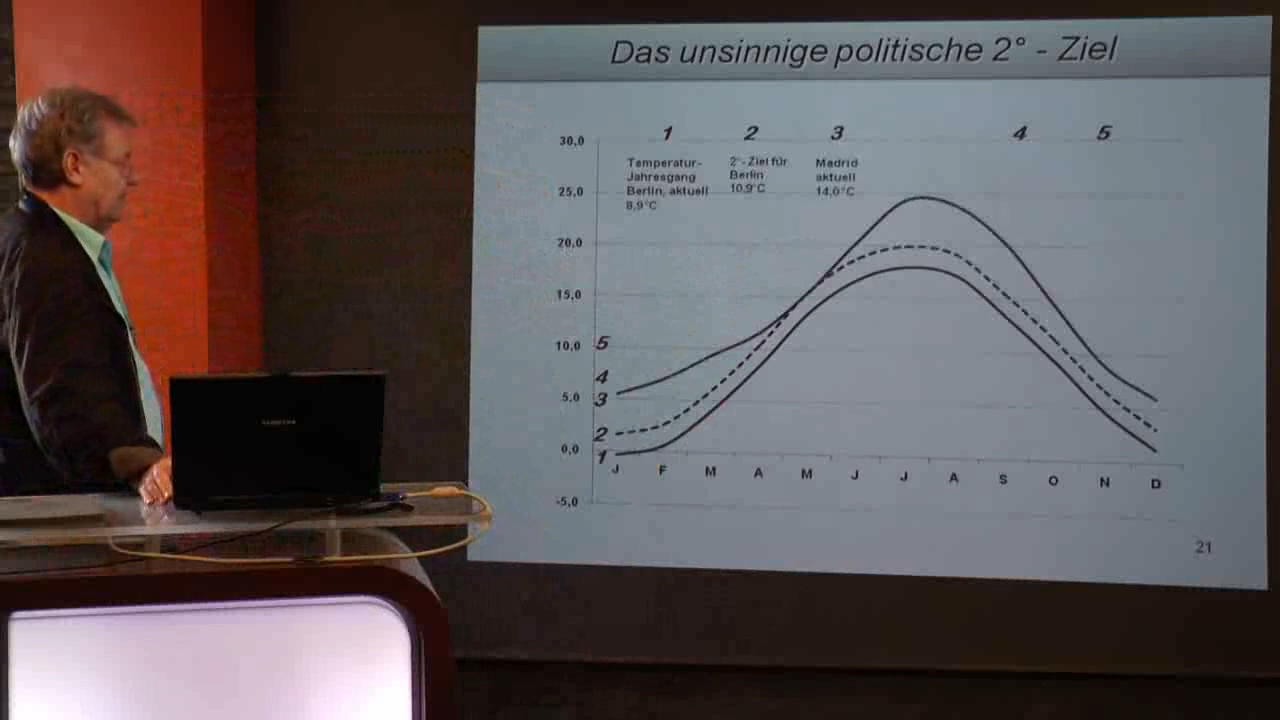 Das unsinnige politische 2° - Ziel
1 2 3 4 5
Temperatur-
Jahresgang
Berlin, aktuell
8,9°C
2°-Ziel für
Berlin
10,9°C
Madrid
aktuell
14,0°C
30,0
25,0
20,0
15,0
10,0
5,0
0,0
-5,0
5
4
3
2
1
J F M A M J J A S O N D
21
SAMSUNG